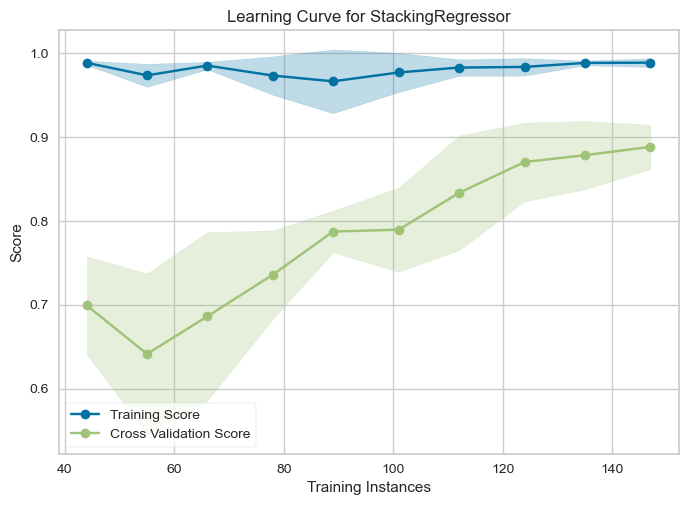 Learning Curve for StackingRegressor
1.0
0.9
0.8
0.7
0.6
Score
Training Score
Cross Validation Score
40 60 80 100 120 140
Training Instances